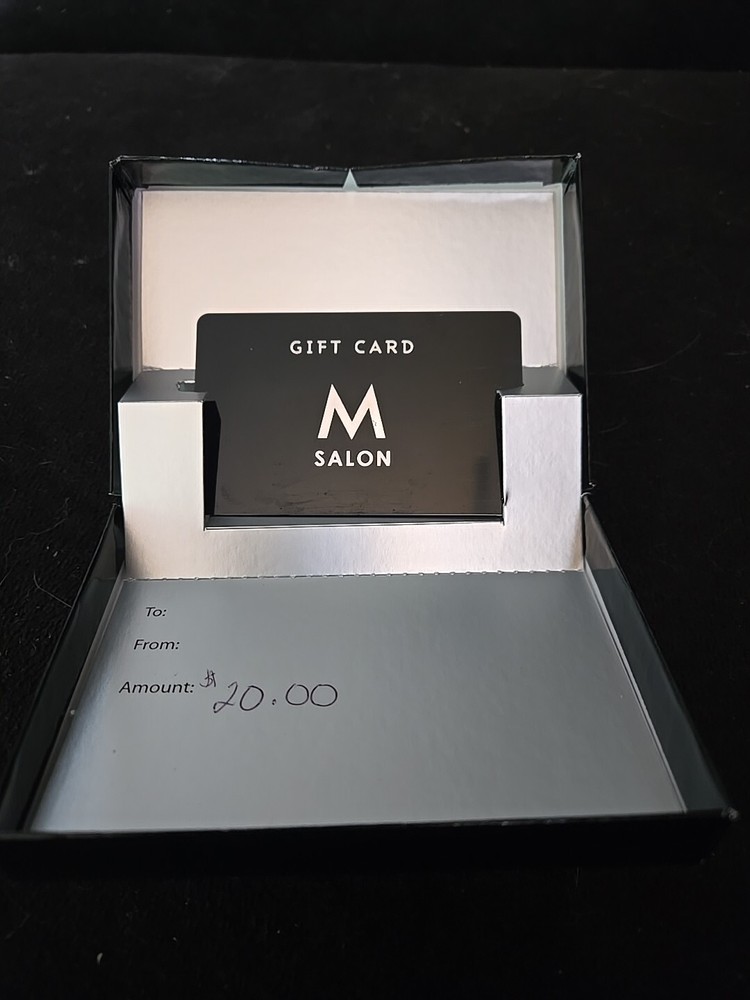 GIFT CARD
M
SALON
To:
From:
Amount: $20.00